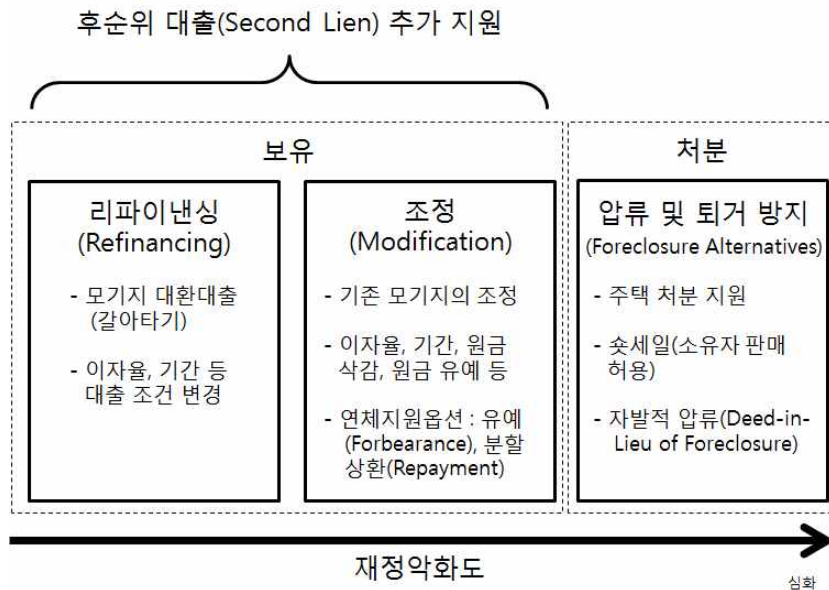 후순위 대출(Second Lien) 추가 지원
보유
처분
리파이낸싱
(Refinancing)
- 모기지 대환대출
(갈아타기)
- 이자율, 기간 등
대출 조건 변경
조정
(Modification)
- 기존 모기지의 조정
- 이자율, 기간, 원금
삭감, 원금 유예 등
- 연체지원옵션 : 유예
(Forbearance), 분할
상환(Repayment)
압류 및 퇴거 방지
(Foreclosure Alternatives)
- 주택 처분 지원
- 숏세일(소유자 판매
허용)
- 자발적 압류(Deed-in-
Lieu of Foreclosure)
재정악화도
심화